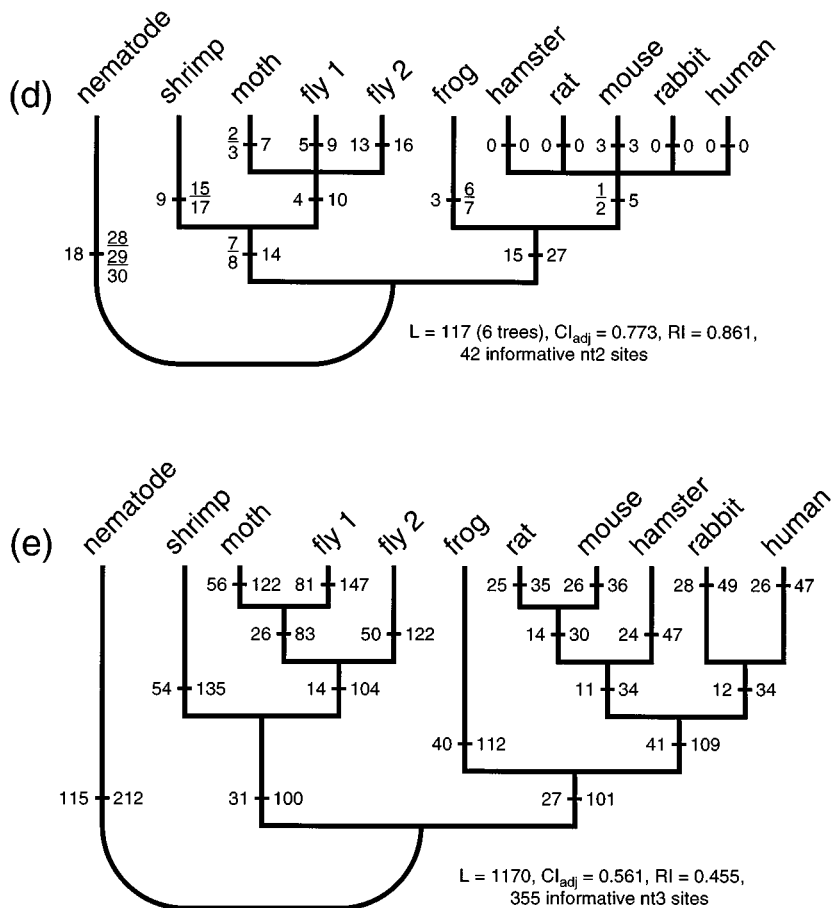 (d)
nematode shrimp moth fly 1 fly 2 frog hamster rat mouse rabbit human
2/3 7 5 9 13 16 0 0 0 0 3 3 0 0 0 0
9 15/17 4 10 3 6/7 1/2 5
18 28/29/30 7/8 14 15 27
L = 117 (6 trees), CIadj = 0.773, RI = 0.861,
42 informative nt2 sites
(e)
nematode shrimp moth fly 1 fly 2 frog rat mouse hamster rabbit human
56 122 81 147 25 35 26 36 28 49 26 47
26 83 50 122 14 30 24 47
54 135 14 104 11 34 12 34
40 112 41 109
115 212 31 100 27 101
L = 1170, CIadj = 0.561, RI = 0.455,
355 informative nt3 sites